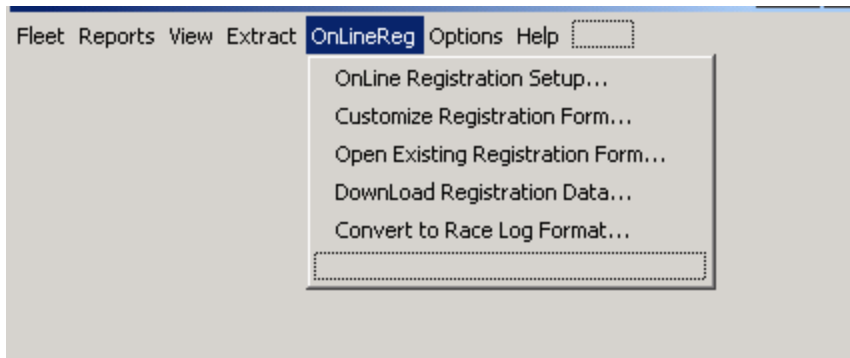 Fleet Reports View Extract OnLineReg Options Help
OnLine Registration Setup...
Customize Registration Form...
Open Existing Registration Form...
DownLoad Registration Data...
Convert to Race Log Format...